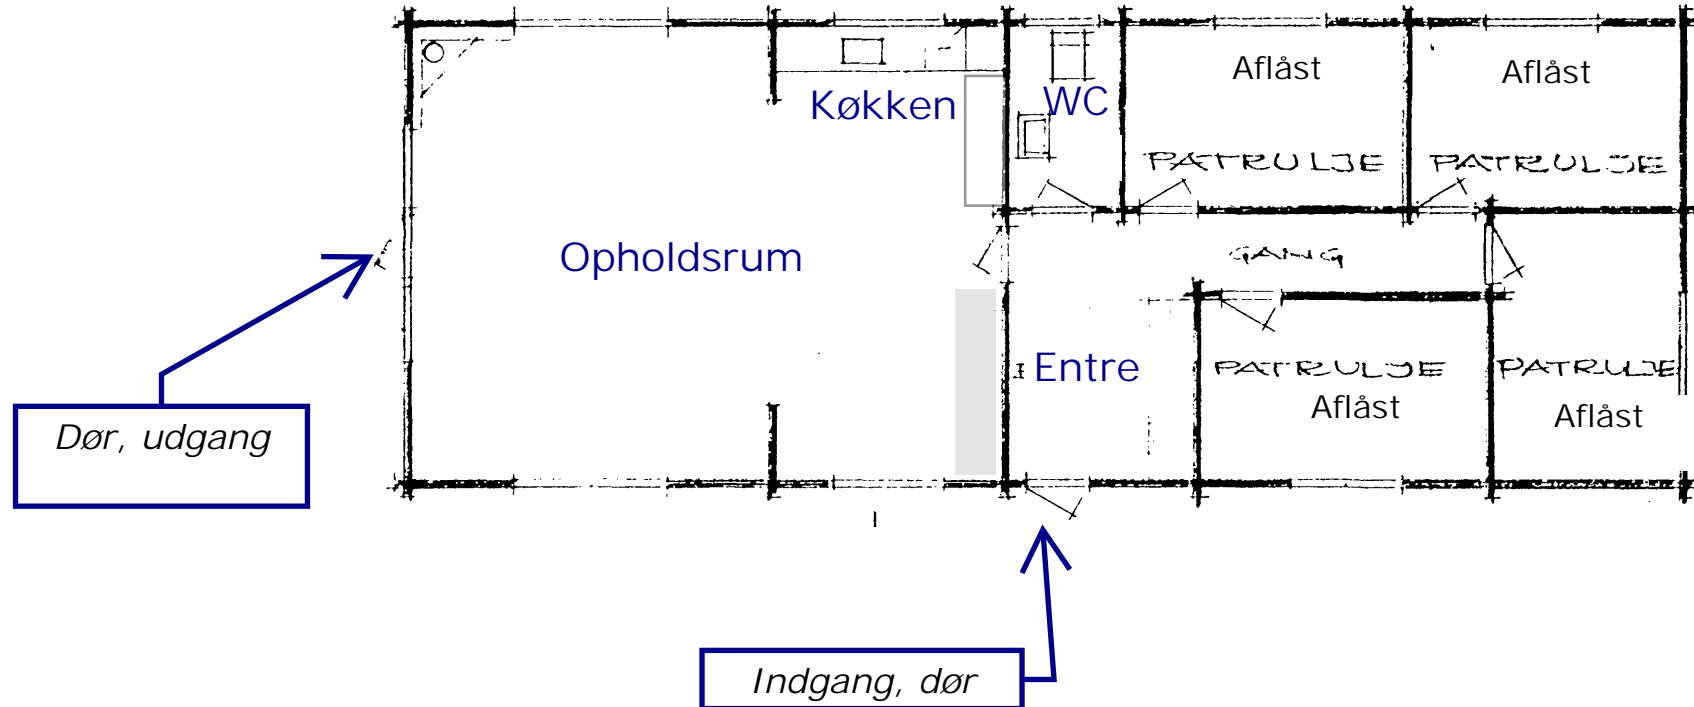 Aflåst
Aflåst
Køkken
WC
PATRULJE
PATRULJE
Opholdsrum
GANG
Entre
PATRULJE
PATRULJE
Aflåst
Aflåst
Dør, udgang
Indgang, dør